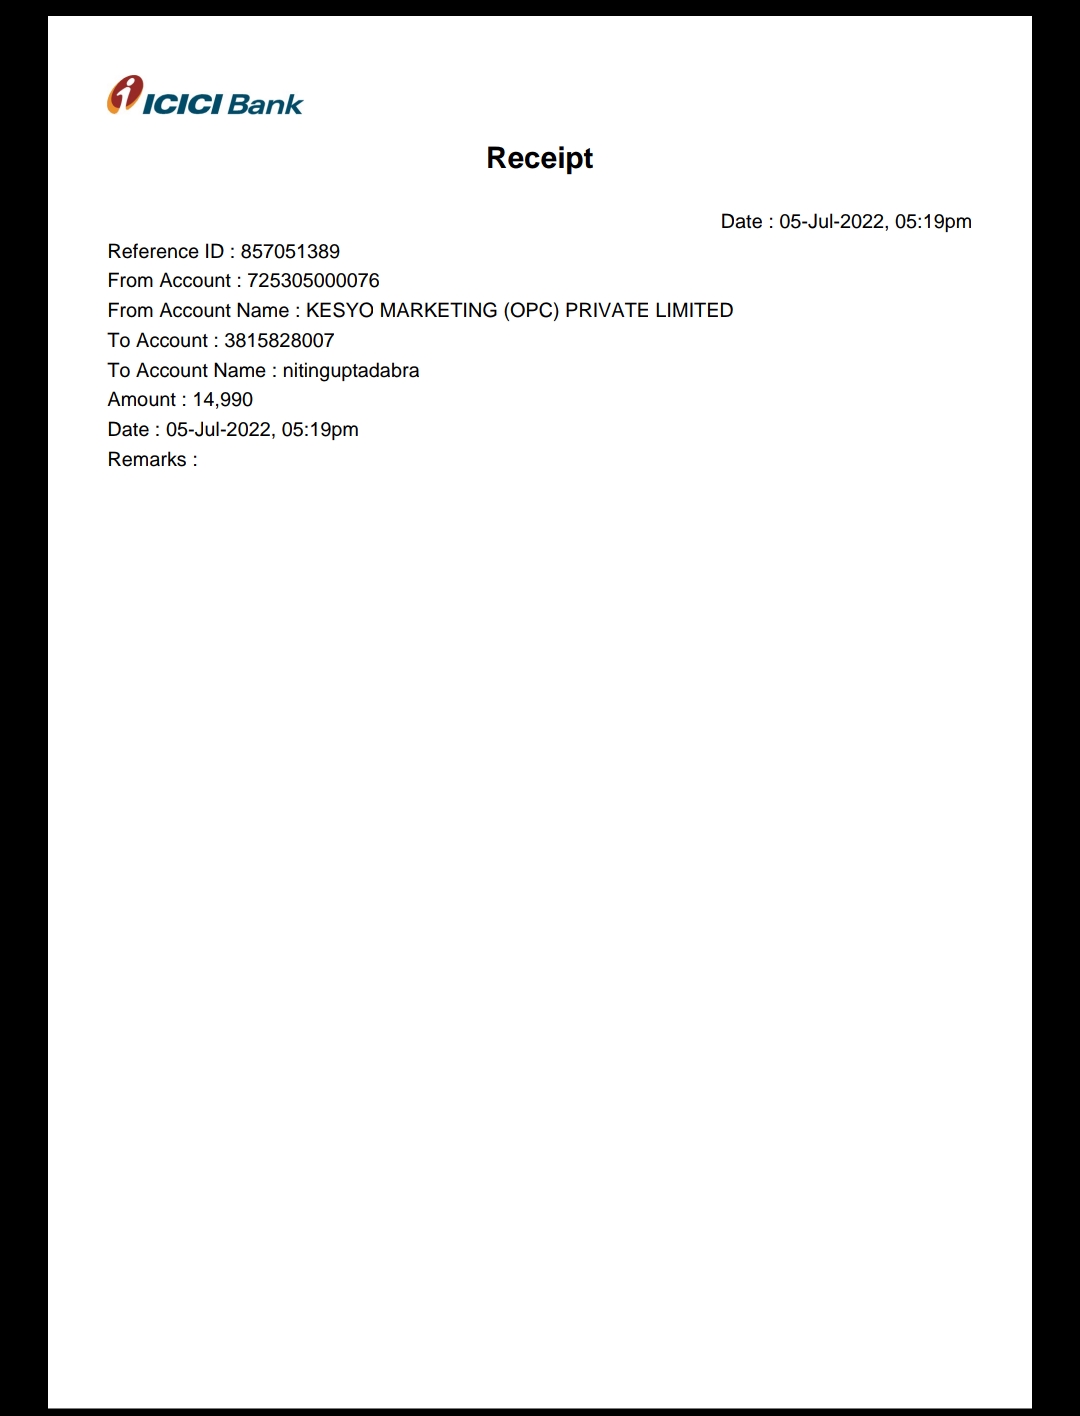 ICICI Bank
Receipt
Date : 05-Jul-2022, 05:19pm
Reference ID : 857051389
From Account : 725305000076
From Account Name : KESYO MARKETING (OPC) PRIVATE LIMITED
To Account : 3815828007
To Account Name : nitinguptadabra
Amount : 14,990
Date : 05-Jul-2022, 05:19pm
Remarks :